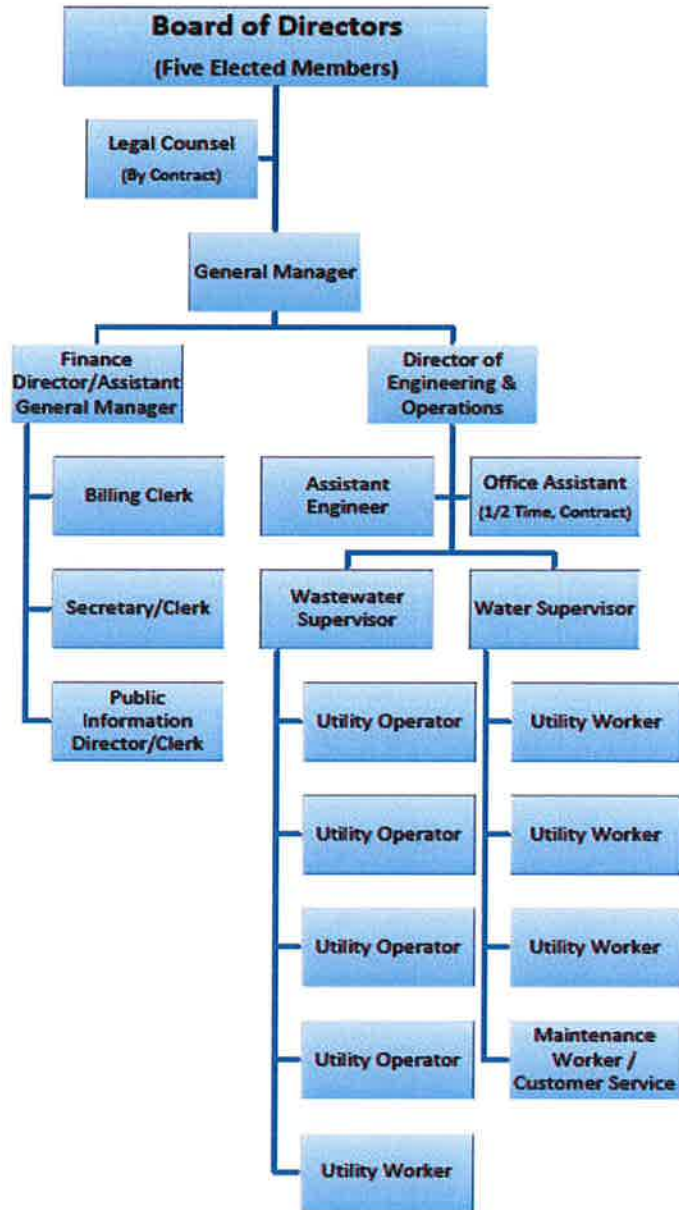 Board of Directors
(Five Elected Members)
Legal Counsel
(By Contract)
General Manager
Finance
Director/Assistant
General Manager
Director of
Engineering &
Operations
Billing Clerk
Secretary/Clerk
Public
Information
Director/Clerk
Assistant
Engineer
Office Assistant
(1/2 Time, Contract)
Wastewater
Supervisor
Water Supervisor
Utility Operator
Utility Operator
Utility Operator
Utility Operator
Utility Worker
Utility Worker
Utility Worker
Utility Worker
Maintenance
Worker /
Customer Service